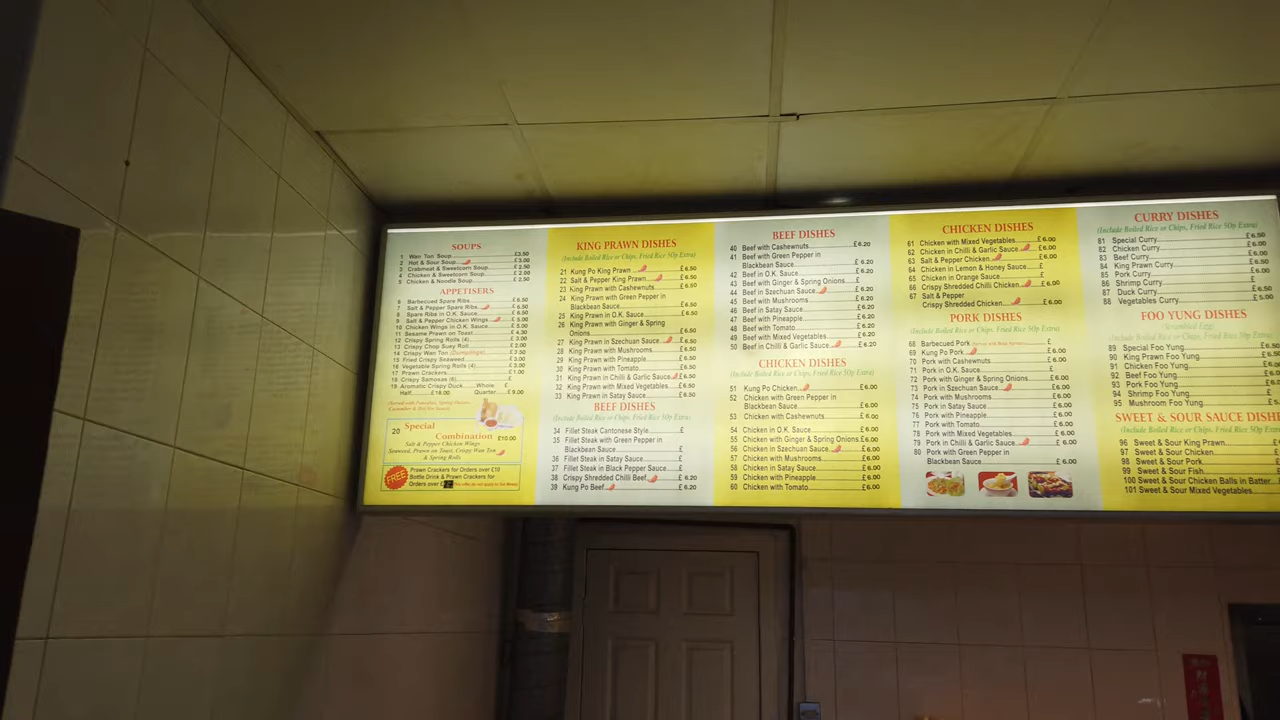 SOUPS
1 Wan Ton Soup £3.50
2 Hot & Sour Soup £3.00
3 Crabmeat & Sweetcorn Soup £2.50
4 Chicken & Sweetcorn Soup £2.00
5 Chicken & Noodle Soup £2.50
APPETISERS
6 Barbecued Spare Ribs £6.50
7 Salt & Pepper Spare Ribs £6.50
8 Spare Ribs in O.K. Sauce £6.50
9 Salt & Pepper Chicken Wings £5.00
10 Chicken Wings in O.K. Sauce £5.00
11 Sesame Prawn on Toast £4.30
12 Crispy Spring Rolls (4) £3.00
13 Crispy Chop Suey Roll £2.00
14 Crispy Wan Ton (Dumplings) £3.50
15 Fried Crispy Seaweed £3.00
16 Vegetable Spring Rolls (4) £3.00
17 Prawn Crackers £1.00
18 Crispy Samosas (6) £
19 Aromatic Crispy Duck Whole £
Half £16.00 Quarter £9.00
20 Special
Combination £10.00
Salt & Pepper Chicken Wings
Seaweed, Prawn on Toast, Crispy Wan Ton
& Spring Rolls
FREE
Prawn Crackers for Orders over £10
Bottle Drink & Prawn Crackers for
Orders over £
KING PRAWN DISHES
(Include Boiled Rice or Chips, Fried Rice 50p Extra)
21 Kung Po King Prawn £6.50
22 Salt & Pepper King Prawn £6.50
23 King Prawn with Cashewnuts £6.50
24 King Prawn with Green Pepper in
Blackbean Sauce £6.50
25 King Prawn in O.K. Sauce £6.50
26 King Prawn with Ginger & Spring
Onions £6.50
27 King Prawn in Szechuan Sauce £6.50
28 King Prawn with Mushrooms £6.50
29 King Prawn with Pineapple £6.50
30 King Prawn with Tomato £6.50
31 King Prawn in Chilli & Garlic Sauce £6.50
32 King Prawn with Mixed Vegetables £6.50
33 King Prawn in Satay Sauce £6.50
BEEF DISHES
(Include Boiled Rice or Chips, Fried Rice 50p Extra)
34 Fillet Steak Cantonese Style £
35 Fillet Steak with Green Pepper in
Blackbean Sauce £
36 Fillet Steak in Satay Sauce £
37 Fillet Steak in Black Pepper Sauce £
38 Crispy Shredded Chilli Beef £6.20
39 Kung Po Beef £6.20
BEEF DISHES
40 Beef with Cashewnuts £6.20
41 Beef with Green Pepper in
Blackbean Sauce £6.20
42 Beef in O.K. Sauce £6.20
43 Beef with Ginger & Spring Onions £
44 Beef in Szechuan Sauce £6.20
45 Beef with Mushrooms £6.20
46 Beef in Satay Sauce £6.20
47 Beef with Pineapple £6.20
48 Beef with Tomato £6.20
49 Beef with Mixed Vegetables £6.20
50 Beef in Chilli & Garlic Sauce £6.20
CHICKEN DISHES
(Include Boiled Rice or Chips, Fried Rice 50p Extra)
51 Kung Po Chicken £6.00
52 Chicken with Green Pepper in
Blackbean Sauce £6.00
53 Chicken with Cashewnuts £6.00
54 Chicken in O.K. Sauce £6.00
55 Chicken with Ginger & Spring Onions £6.00
56 Chicken in Szechuan Sauce £6.00
57 Chicken with Mushrooms £6.00
58 Chicken in Satay Sauce £6.00
59 Chicken with Pineapple £6.00
60 Chicken with Tomato £6.00
CHICKEN DISHES
61 Chicken with Mixed Vegetables £6.00
62 Chicken in Chilli & Garlic Sauce £6.00
63 Salt & Pepper Chicken £6.00
64 Chicken in Lemon & Honey Sauce £
65 Chicken in Orange Sauce £
66 Crispy Shredded Chilli Chicken £6.00
67 Salt & Pepper
Crispy Shredded Chicken £6.00
PORK DISHES
(Include Boiled Rice or Chips, Fried Rice 50p Extra)
68 Barbecued Pork £
69 Kung Po Pork £6.00
70 Pork with Cashewnuts £6.00
71 Pork in O.K. Sauce £
72 Pork with Ginger & Spring Onions £6.00
73 Pork in Szechuan Sauce £6.00
74 Pork with Mushrooms £6.00
75 Pork in Satay Sauce £6.00
76 Pork with Pineapple £6.00
77 Pork with Tomato £6.00
78 Pork with Mixed Vegetables £6.00
79 Pork in Chilli & Garlic Sauce £6.00
80 Pork with Green Pepper in
Blackbean Sauce £6.00
CURRY DISHES
(Include Boiled Rice or Chips, Fried Rice 50p Extra)
81 Special Curry £6.50
82 Chicken Curry £6.00
83 Beef Curry £6.20
84 King Prawn Curry £6.50
85 Pork Curry £6.00
86 Shrimp Curry £
87 Duck Curry £6.50
88 Vegetables Curry £5.00
FOO YUNG DISHES
(Scrambled Egg)
(Include Boiled Rice or Chips, Fried Rice 50p Extra)
89 Special Foo Yung £6.50
90 King Prawn Foo Yung £6.
91 Chicken Foo Yung £6.0
92 Beef Foo Yung £6.
93 Pork Foo Yung £6.
94 Shrimp Foo Yung £
95 Mushroom Foo Yung £5.
SWEET & SOUR SAUCE DISH
(Include Boiled Rice or Chips, Fried Rice 50p Extra)
96 Sweet & Sour King Prawn £
97 Sweet & Sour Chicken £
98 Sweet & Sour Pork £
99 Sweet & Sour Fish £
100 Sweet & Sour Chicken Balls in Batter
101 Sweet & Sour Mixed Vegetables